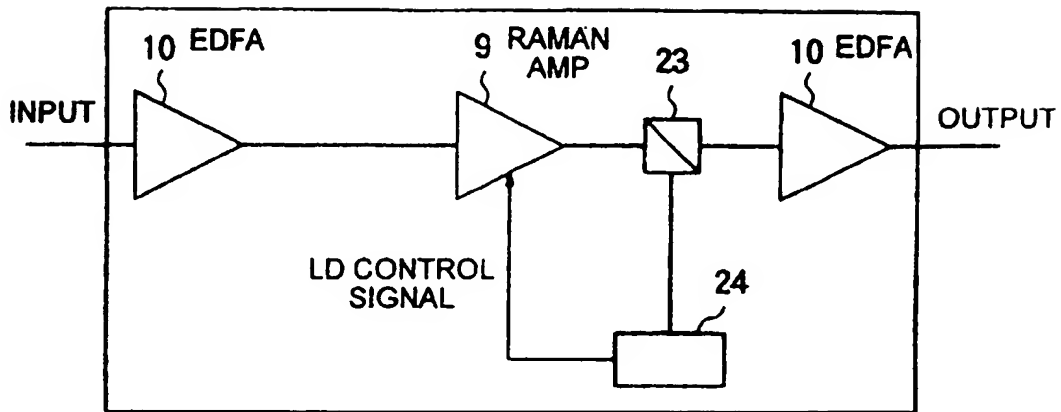 10 EDFA
9 RAMAN
AMP
23
10 EDFA
INPUT
OUTPUT
LD CONTROL
SIGNAL
24